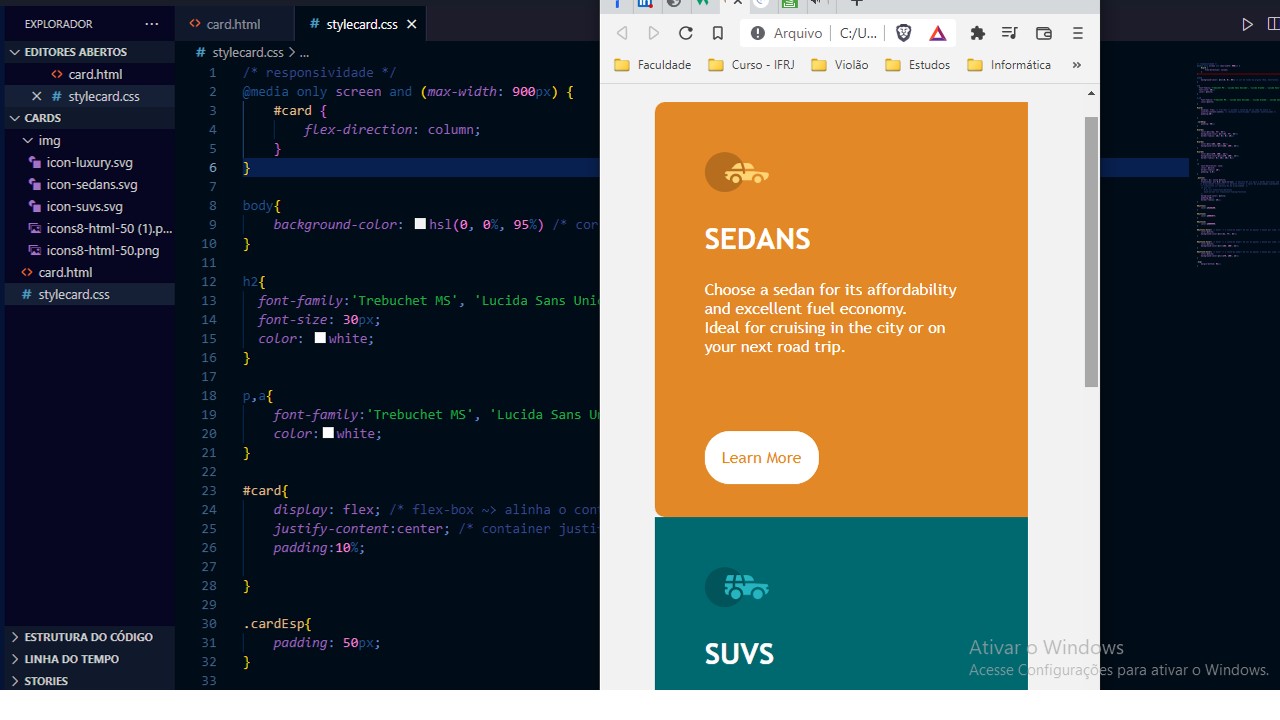 EXPLORADOR ···
EDITORES ABERTOS
card.html
stylecard.css
CARDS
img
icon-luxury.svg
icon-sedans.svg
icon-suvs.svg
icons8-html-50 (1).p...
icons8-html-50.png
card.html
stylecard.css
ESTRUTURA DO CÓDIGO
LINHA DO TEMPO
STORIES
card.html
stylecard.css
stylecard.css > ...
1 /* responsividade */
2 @media only screen and (max-width: 900px) {
3 #card {
4 flex-direction: column;
5 }
6 }
7
8 body{
9 background-color: hsl(0, 0%, 95%) /* cor
10 }
11
12 h2{
13 font-family:'Trebuchet MS', 'Lucida Sans Unic
14 font-size: 30px;
15 color: white;
16 }
17
18 p,a{
19 font-family:'Trebuchet MS', 'Lucida Sans Un
20 color: white;
21 }
22
23 #card{
24 display: flex; /* flex-box ~> alinha o con
25 justify-content:center; /* container justi
26 padding:10%;
27
28 }
29
30 .cardEsp{
31 padding: 50px;
32 }
33
Arquivo C:/U...
Faculdade Curso - IFRJ Violão Estudos Informática »
SEDANS
Choose a sedan for its affordability
and excellent fuel economy.
Ideal for cruising in the city or on
your next road trip.
Learn More
SUVS
Ativar o Windows
Acesse Configurações para ativar o Windows.